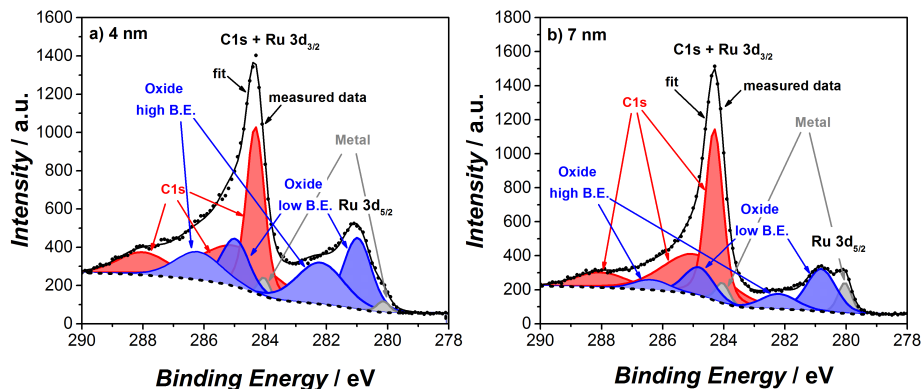 a) 4 nm
C1s + Ru 3d3/2
fit
measured data
Oxide
high B.E.
Metal
C1s
Oxide
low B.E.
Ru 3d5/2
1600
1400
1200
1000
800
600
400
200
0
290
288
286
284
282
280
278
Intensity / a.u.
Binding Energy / eV
b) 7 nm
C1s + Ru 3d3/2
fit
measured data
C1s
Metal
Oxide
high B.E.
Oxide
low B.E.
Ru 3d5/2
1800
1600
1400
1200
1000
800
600
400
200
0
290
288
286
284
282
280
278
Intensity / a.u.
Binding Energy / eV